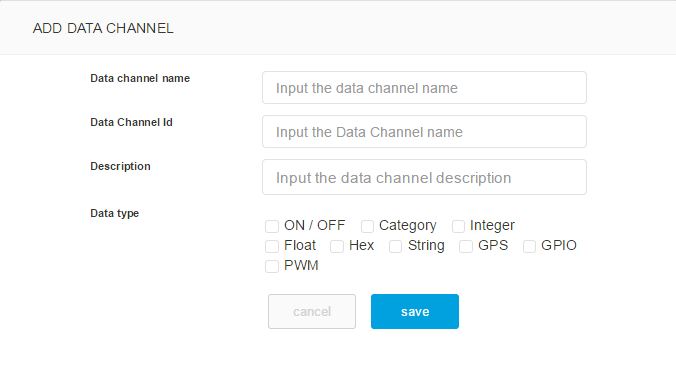 ADD DATA CHANNEL
Data channel name
Input the data channel name
Data Channel Id
Input the Data Channel name
Description
Input the data channel description
Data type
ON / OFF Category Integer
Float Hex String GPS GPIO
PWM
cancel save